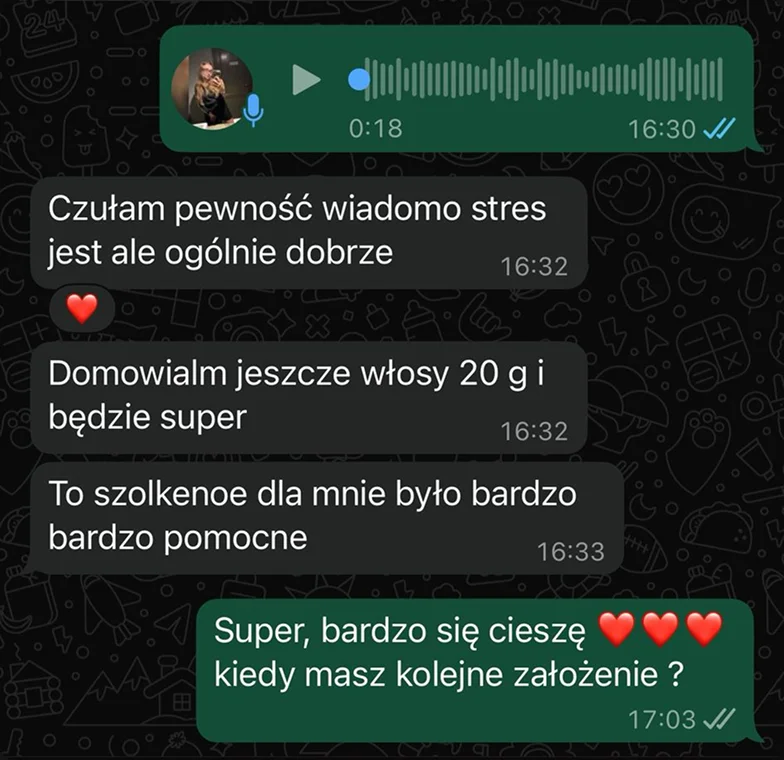 0:18
16:30
Czułam pewność wiadomo stres
jest ale ogólnie dobrze
16:32
Domowialm jeszcze włosy 20 g i
będzie super
16:32
To szolkenoe dla mnie było bardzo
bardzo pomocne
16:33
Super, bardzo się cieszę ❤️❤️❤️
kiedy masz kolejne założenie ?
17:03